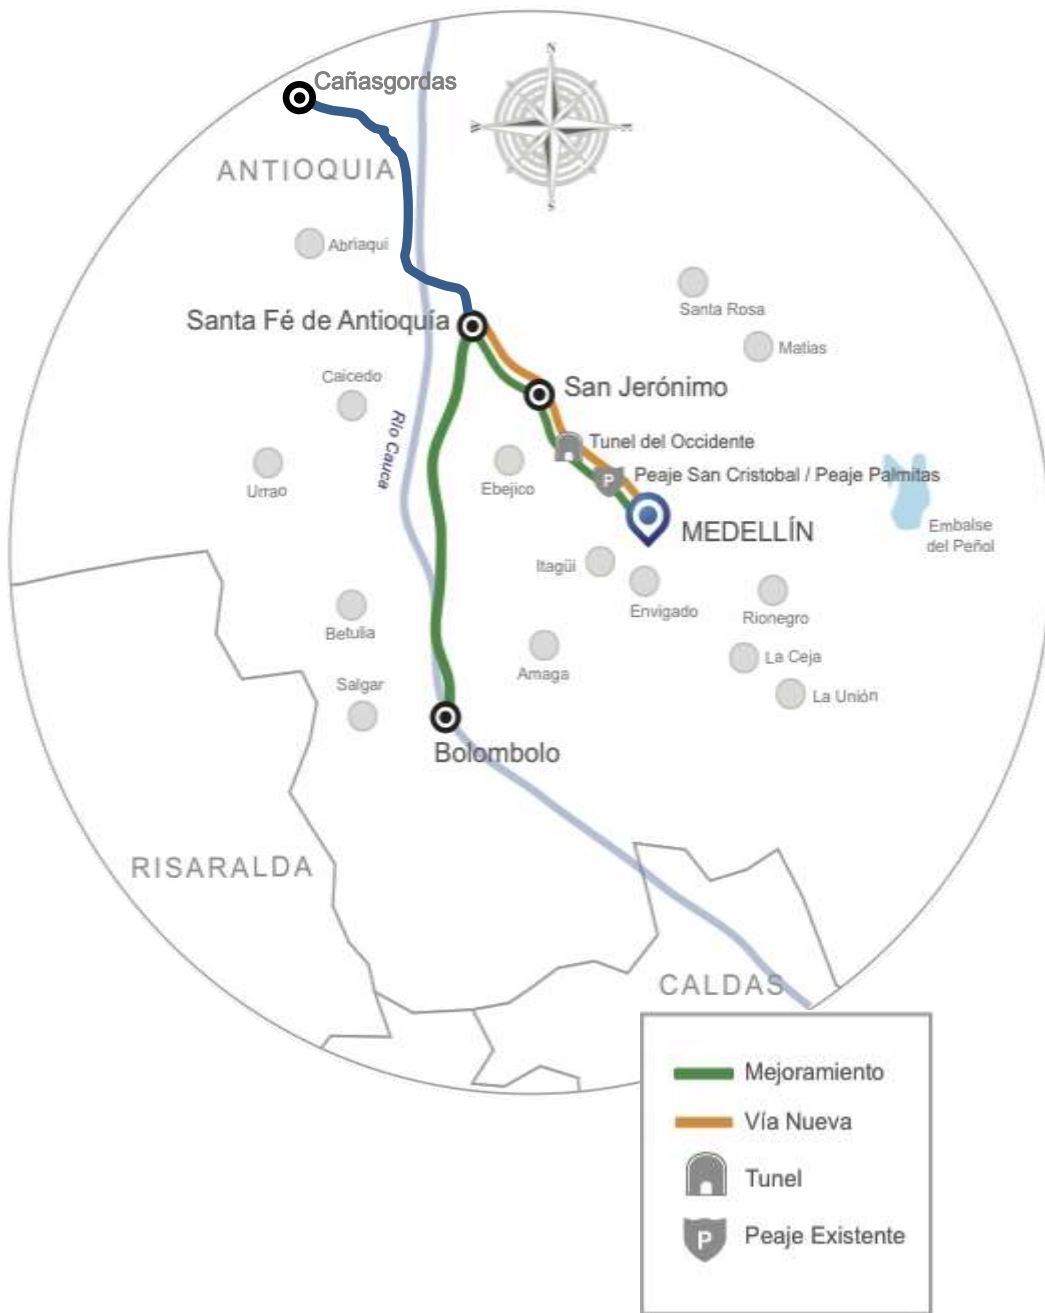 N
Cañasgordas
W
S
ANTIOQUIA
Abriaqui
Santa Rosa
Santa Fé de Antioquía
Matias
Caicedo
San Jerónimo
Río Cauca
Tunel del Occidente
Urrao
Ebejico
P
Peaje San Cristobal / Peaje Palmitas
MEDELLÍN
Embalse
del Peñol
Itagüi
Envigado
Rionegro
Betulia
Amaga
La Ceja
Salgar
La Unión
Bolombolo
RISARALDA
CALDAS
Mejoramiento
Vía Nueva
Tunel
P
Peaje Existente